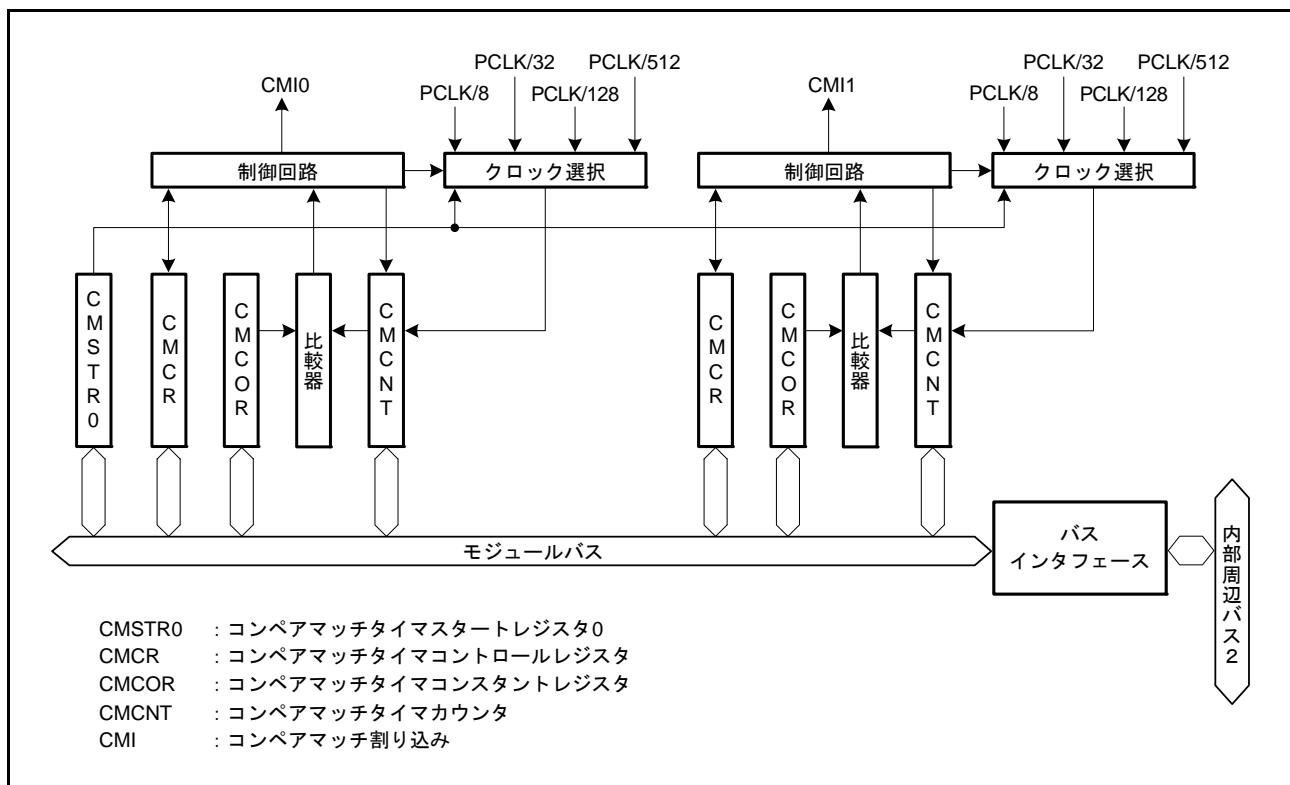 PCLK/32
PCLK/512
CMI0
PCLK/8
PCLK/128
PCLK/32
PCLK/512
CMI1
PCLK/8
PCLK/128
制御回路
クロック選択
制御回路
クロック選択
CMSTR0
CMCR
CMCOR
比較器
CMCNT
CMCR
CMCOR
比較器
CMCNT
モジュールバス
バス
インタフェース
内部周辺バス2
CMSTR0 : コンペアマッチタイマスタートレジスタ0
CMCR : コンペアマッチタイマコントロールレジスタ
CMCOR : コンペアマッチタイマコンスタントレジスタ
CMCNT : コンペアマッチタイマカウンタ
CMI : コンペアマッチ割り込み